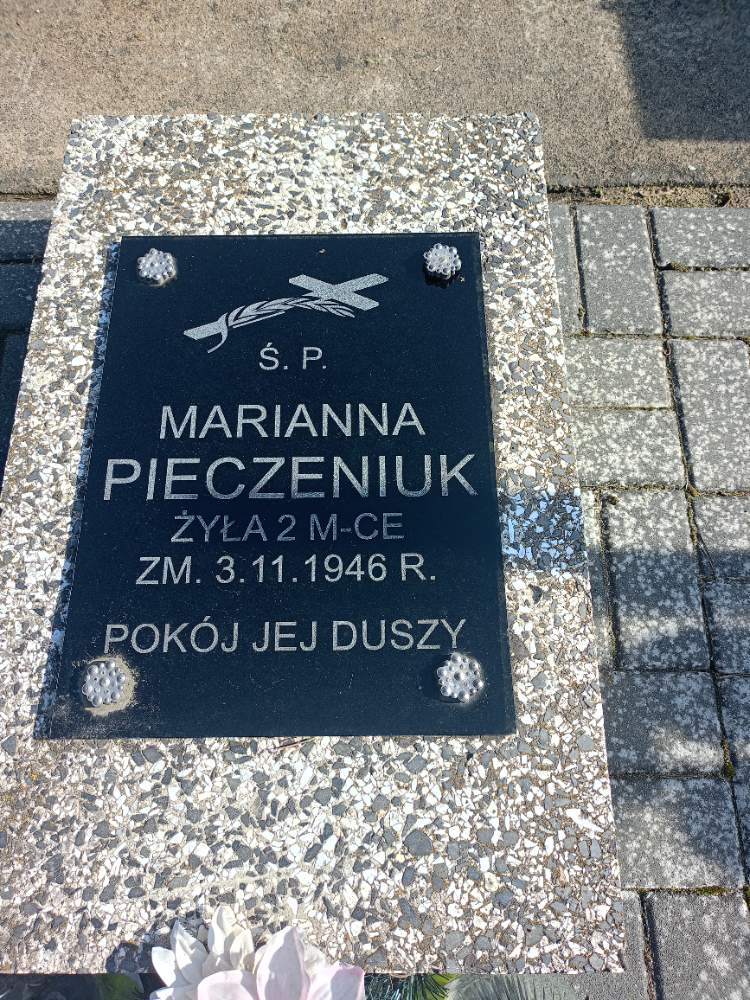 Ś. P.
MARIANNA
PIECZENIUK
ŻYŁA 2 M-CE
ZM. 3.11.1946 R.
POKÓJ JEJ DUSZY